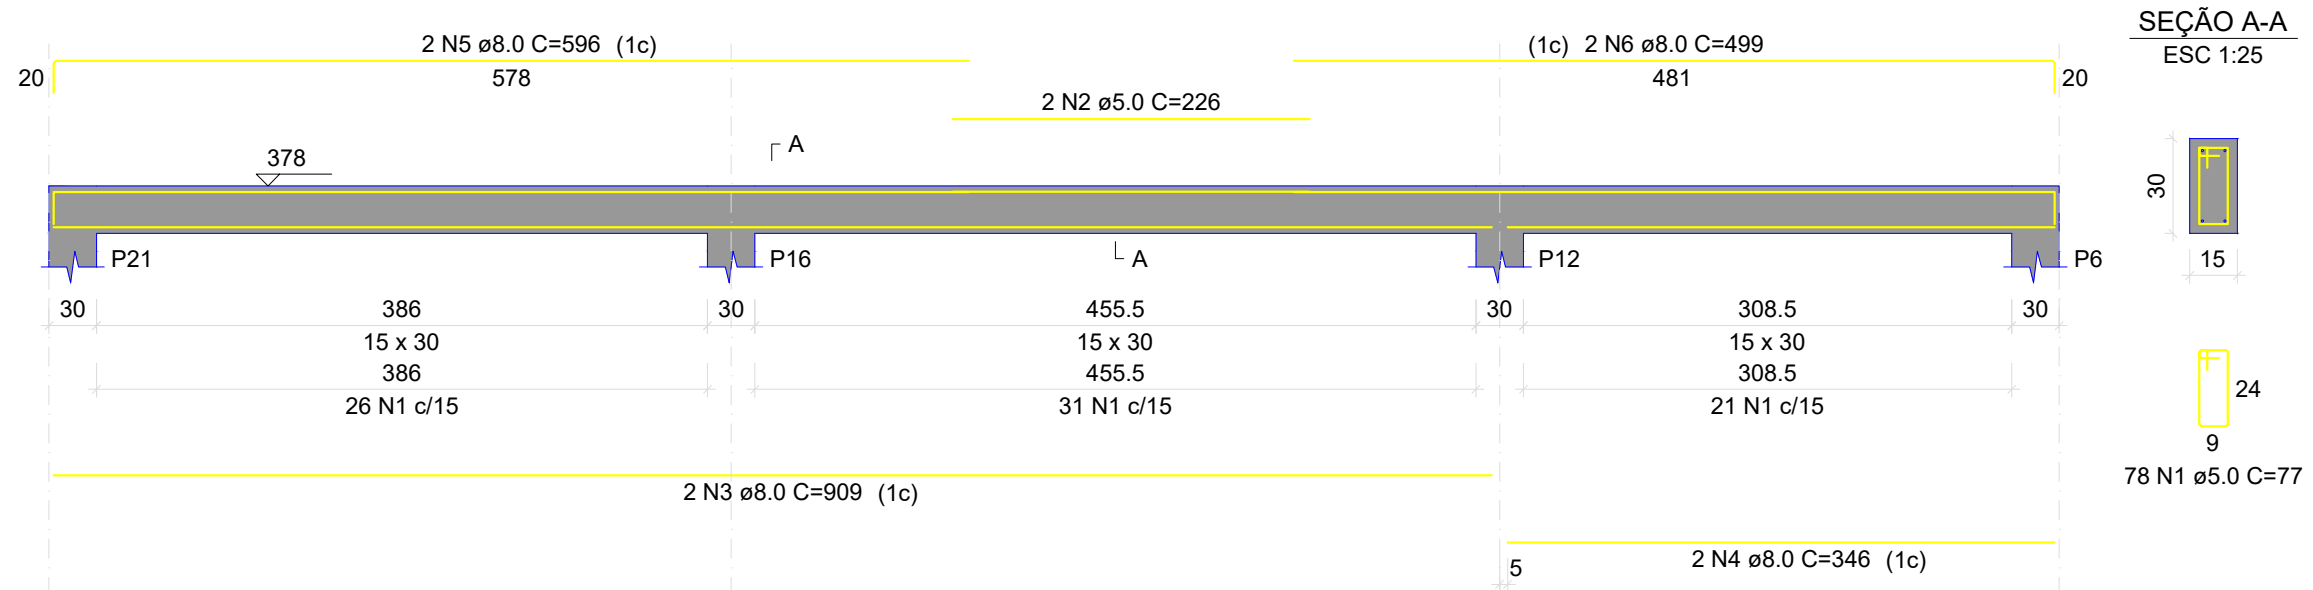 SEÇÃO A-A
ESC 1:25
2 N5 ø8.0 C=596 (1c)
(1c) 2 N6 ø8.0 C=499
20
578
481
20
2 N2 ø5.0 C=226
A
378
30
P21
P16
A
P12
P6
15
30
386
30
455.5
30
308.5
30
15 x 30
15 x 30
15 x 30
386
455.5
308.5
26 N1 c/15
31 N1 c/15
21 N1 c/15
24
9
78 N1 ø5.0 C=77
2 N3 ø8.0 C=909 (1c)
2 N4 ø8.0 C=346 (1c)
5